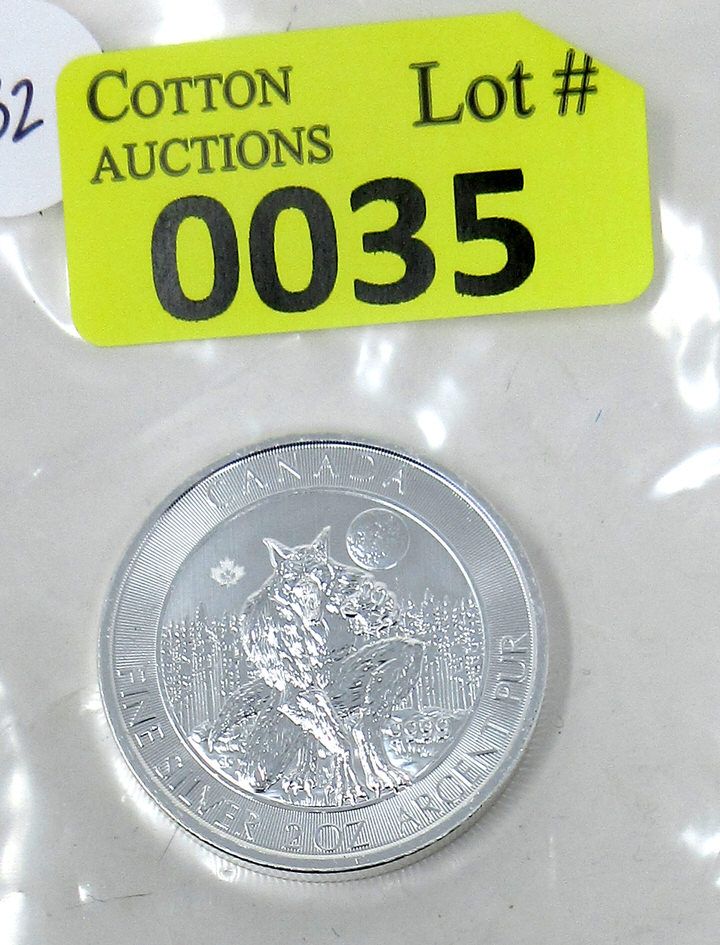 32
COTTON
AUCTIONS
Lot #
0035
CANADA
9999
FINE SILVER 2 OZ ARGENT PUR